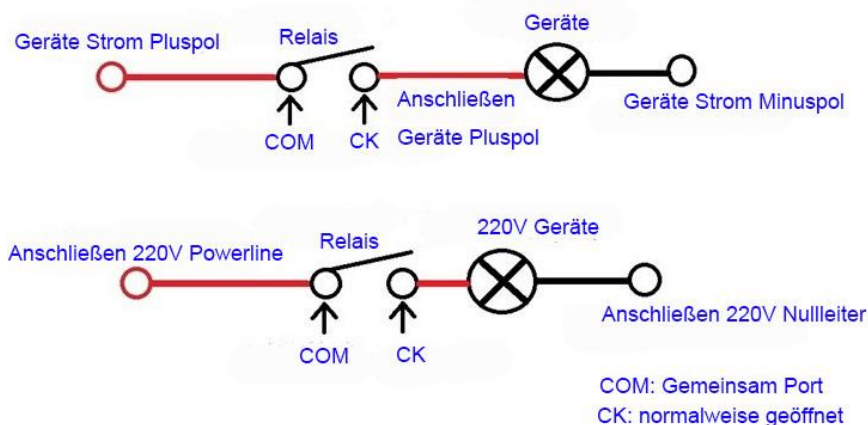 Geräte
Geräte Strom Pluspol
Relais
Anschließen
Geräte Strom Minuspol
COM
CK
Geräte Pluspol
220V Geräte
Relais
Anschließen 220V Powerline
Anschließen 220V Nullleiter
COM
CK
COM: Gemeinsam Port
CK: normalweise geöffnet